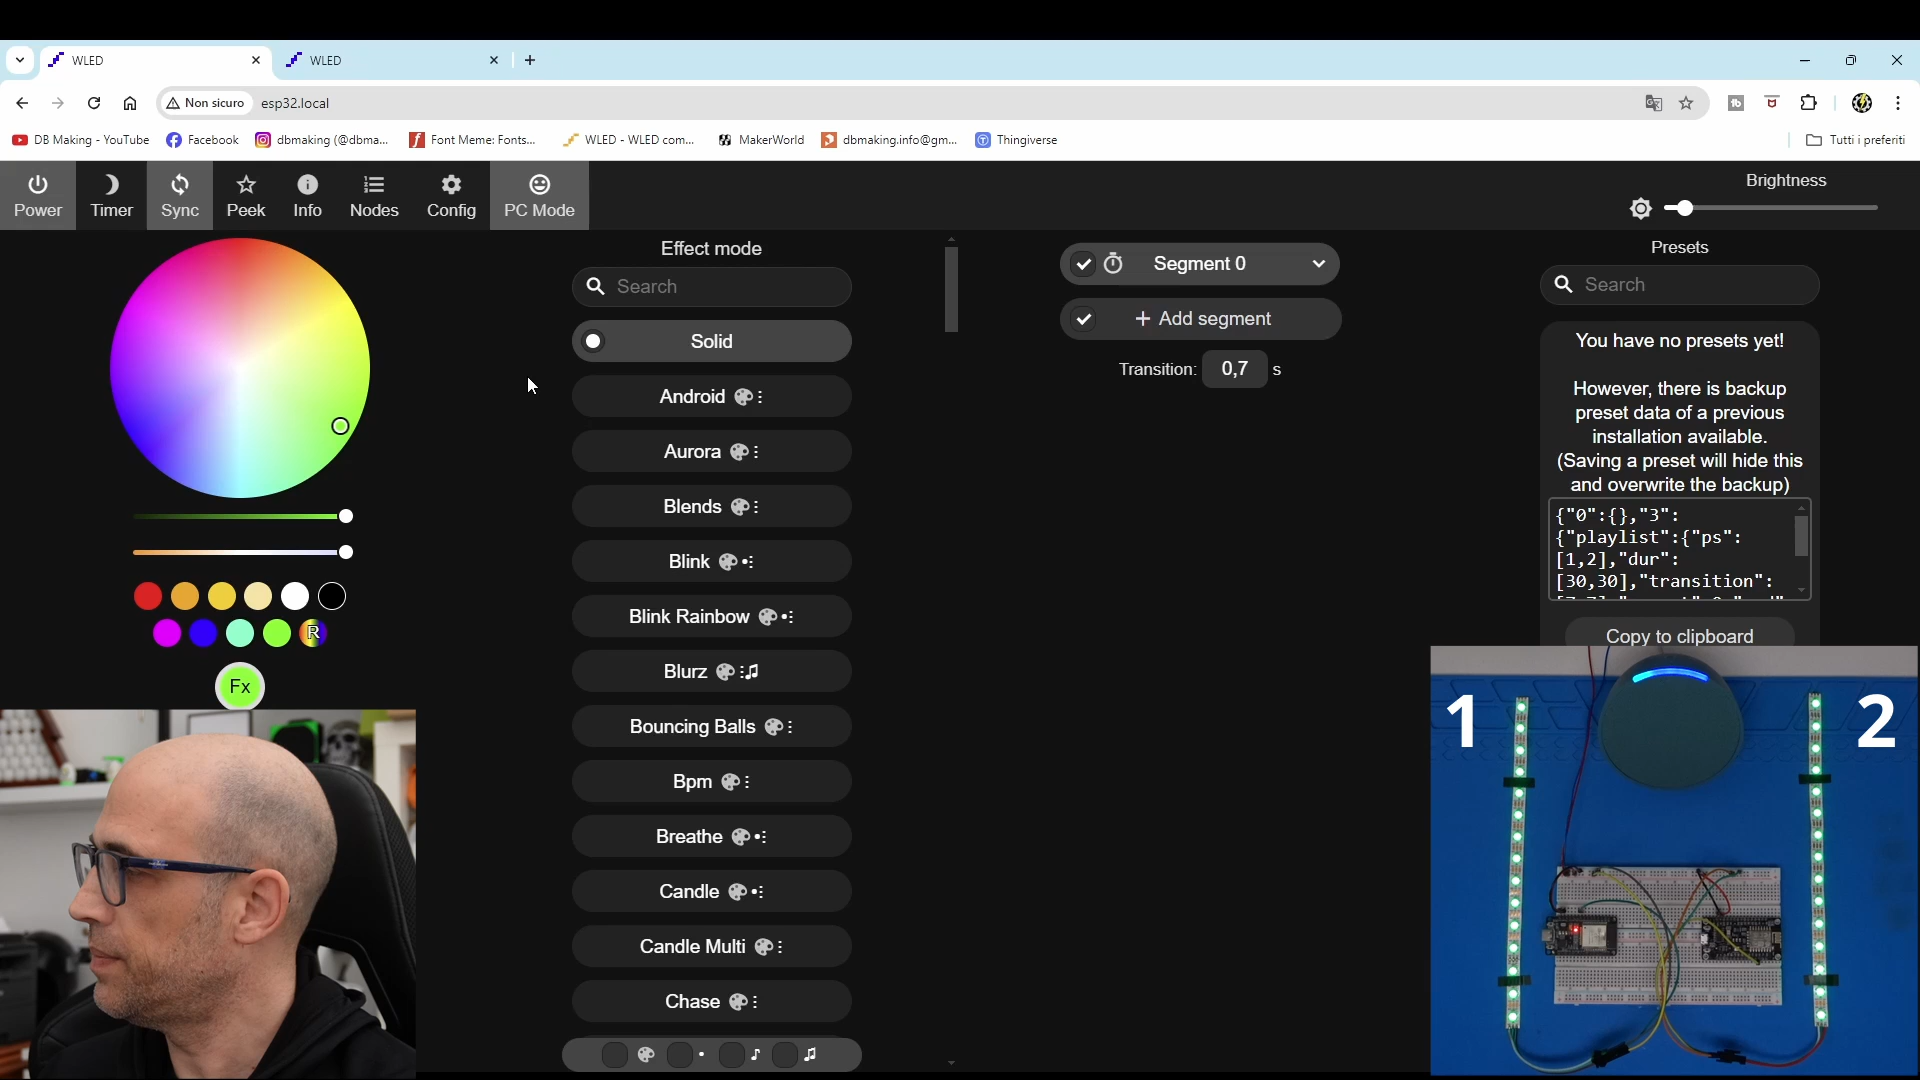 WLED
WLED
Non sicuro
esp32.local
DB Making - YouTube
Facebook
dbmaking (@dbma...
Font Meme: Fonts...
WLED - WLED com...
MakerWorld
dbmaking.info@gm...
Thingiverse
Tutti i preferiti
Power
Timer
Sync
Peek
Info
Nodes
Config
PC Mode
Brightness
R
Fx
Effect mode
Search
Solid
Android
Aurora
Blends
Blink
Blink Rainbow
Blurz
Bouncing Balls
Bpm
Breathe
Candle
Candle Multi
Chase
Segment 0
+ Add segment
Transition: 0,7 s
Presets
Search
You have no presets yet!
However, there is backup
preset data of a previous
installation available.
(Saving a preset will hide this
and overwrite the backup)
{"0":{},"3":
{"playlist":{"ps":
[1,2],"dur":
[30,30],"transition":
Copy to clipboard
1
2